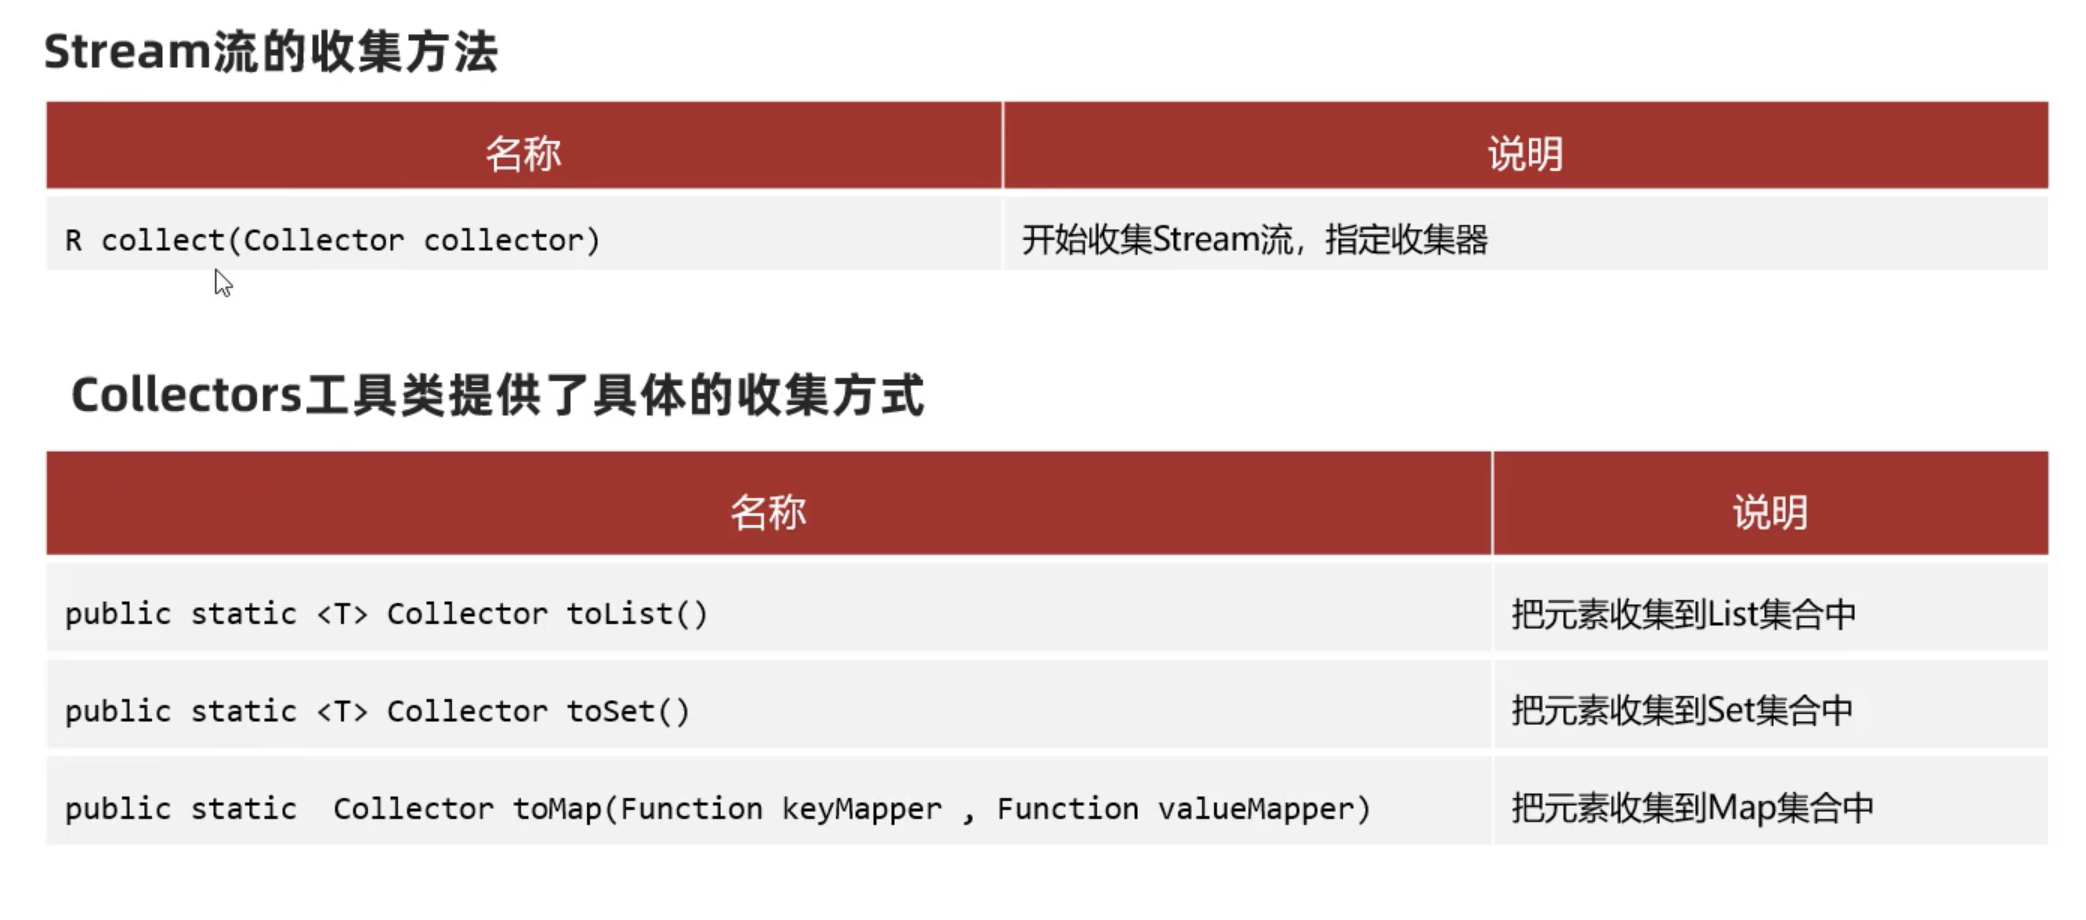 Stream流的收集方法
名称 说明
R collect(Collector collector) 开始收集Stream流，指定收集器
Collectors工具类提供了具体的收集方式
名称 说明
public static <T> Collector toList() 把元素收集到List集合中
public static <T> Collector toSet() 把元素收集到Set集合中
public static  Collector toMap(Function keyMapper , Function valueMapper) 把元素收集到Map集合中